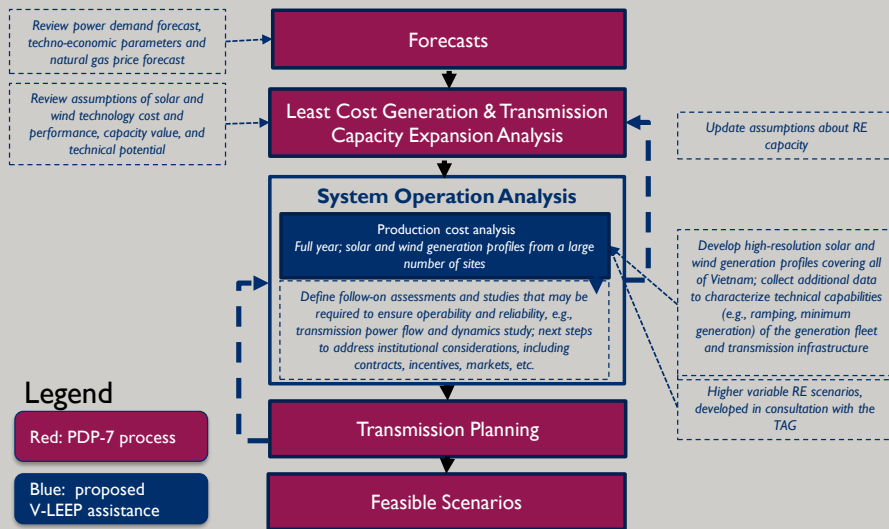 Review power demand forecast,
techno-economic parameters and
natural gas price forecast
Forecasts
Review assumptions of solar and
wind technology cost and
performance, capacity value, and
technical potential
Least Cost Generation & Transmission
Capacity Expansion Analysis
Update assumptions about RE
capacity
System Operation Analysis
Production cost analysis
Full year; solar and wind generation profiles from a large
number of sites
Define follow-on assessments and studies that may be
required to ensure operability and reliability, e.g.,
transmission power flow and dynamics study; next steps
to address institutional considerations, including
contracts, incentives, markets, etc.
Develop high-resolution solar and
wind generation profiles covering all
of Vietnam; collect additional data
to characterize technical capabilities
(e.g., ramping, minimum
generation) of the generation fleet
and transmission infrastructure
Higher variable RE scenarios,
developed in consultation with the
TAG
Transmission Planning
Feasible Scenarios
Legend
Red: PDP-7 process
Blue: proposed
V-LEEP assistance